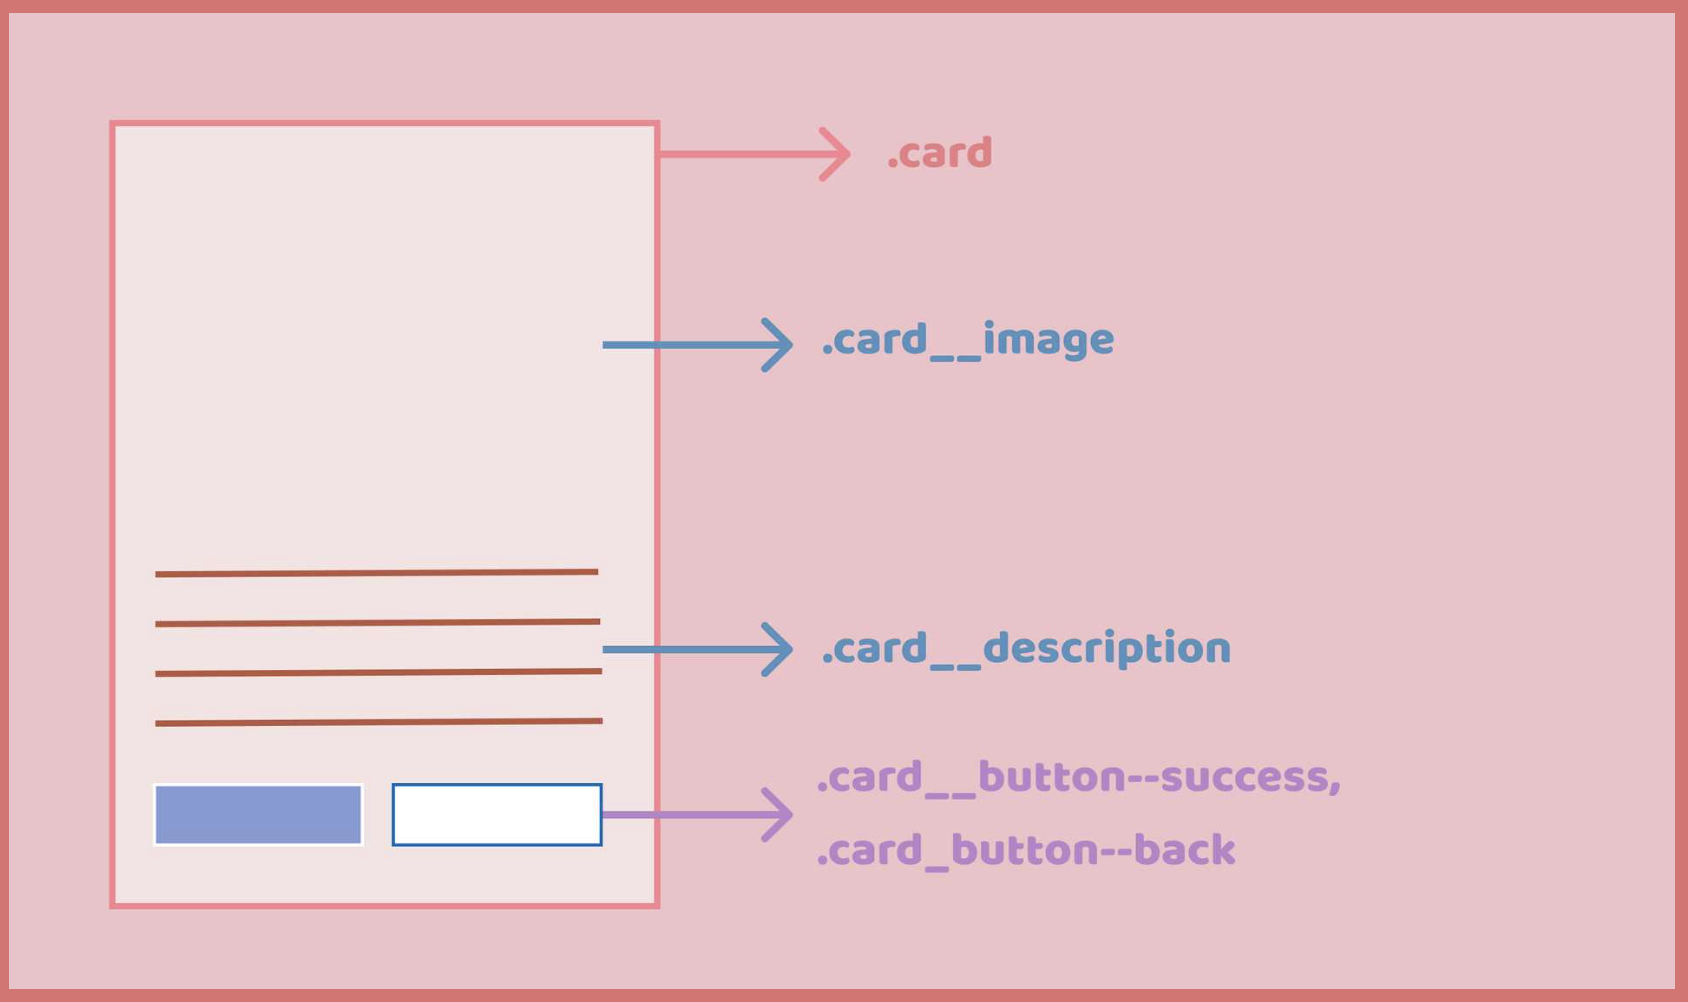 .card
.card__image
.card__description
.card__button--success,
.card_button--back